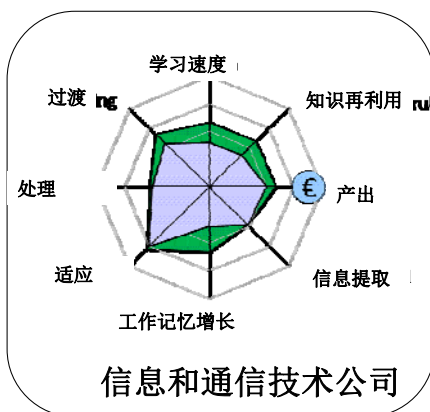 学习速度
过渡 ing
知识再利用
处理
€
产出
适应
信息提取
工作记忆增长
信息和通信技术公司